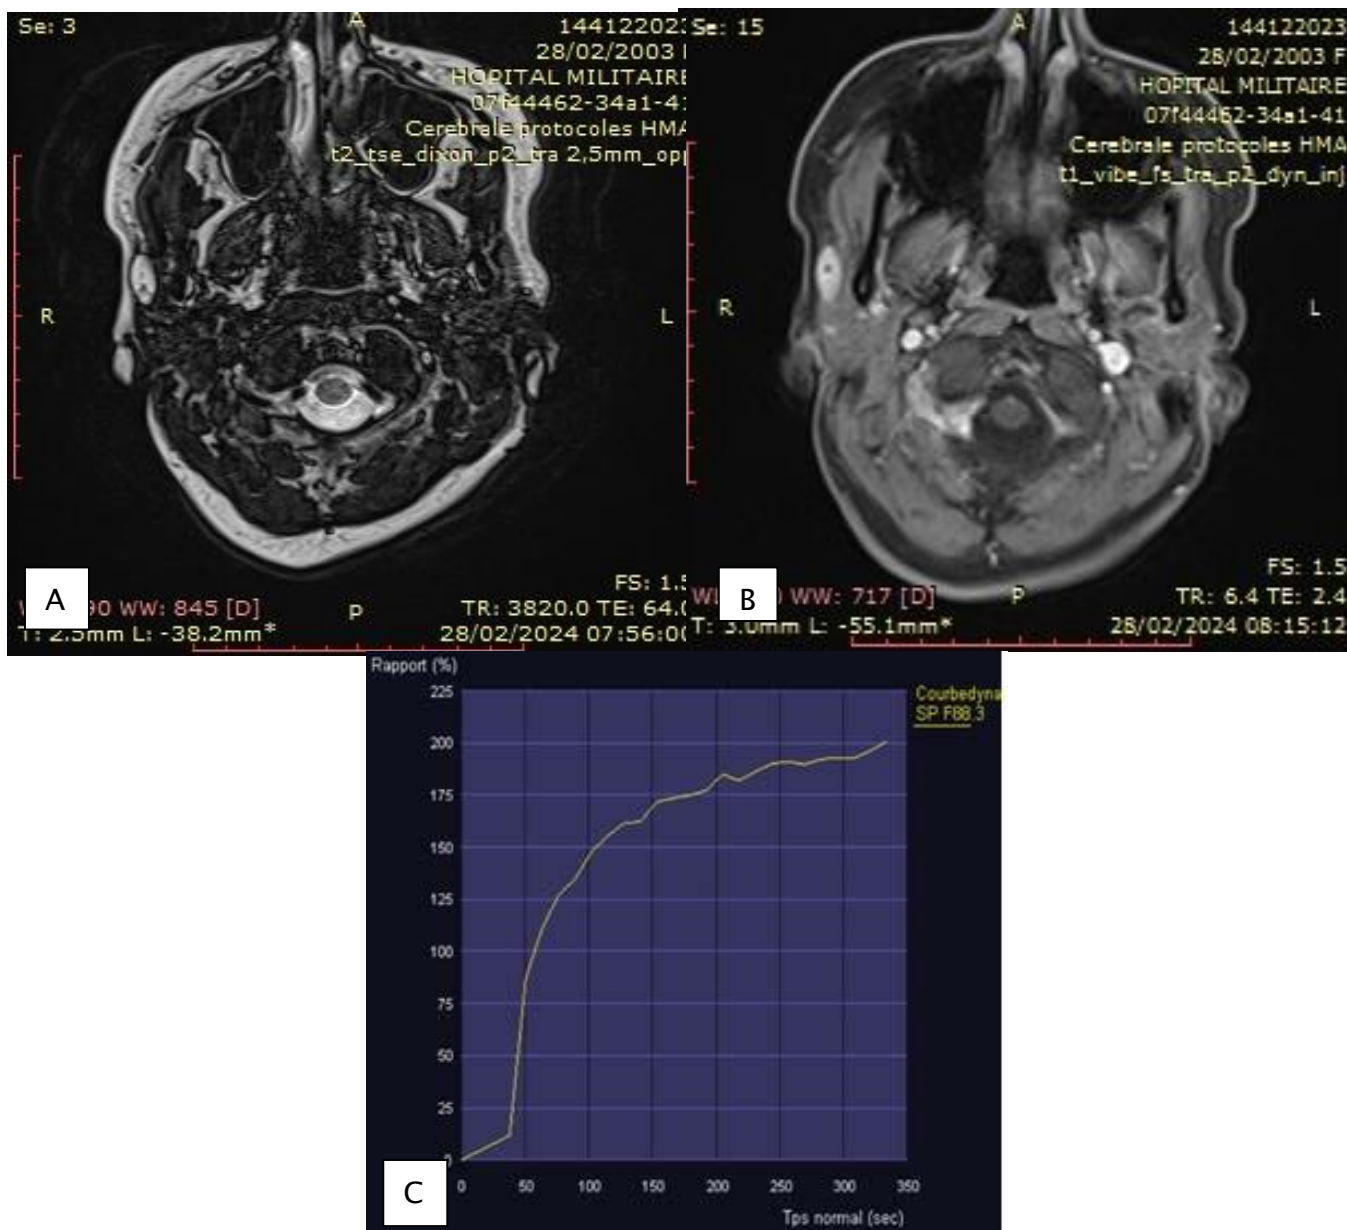 Se: 3
A
28/02/2003
HOPITAL MILITAIRE
07f44462-34a1-41
Cerebrale protocoles HMA
t2_tse_dixon_p2_tra 2,5mm_opp
R
L
A
FS: 1.5
90 WW: 845 [D]
P
TR: 3820.0 TE: 64.0
T: 2.5mm L: -38.2mm*
28/02/2024 07:56:00
Se: 15
A
144122023
28/02/2003 F
HOPITAL MILITAIRE
07f44462-34a1-41
Cerebrale protocoles HMA
t1_vibe_fs_tra_p2_dyn_inj
R
L
B
FS: 1.5
WW: 717 [D]
P
TR: 6.4 TE: 2.4
T: 3.0mm L: -55.1mm*
28/02/2024 08:15:12
Rapport (%)
225
200
175
150
125
100
75
50
25
0
Courbedyna
SP F88.3
C
0 50 100 150 200 250 300 350
Tps normal (sec)